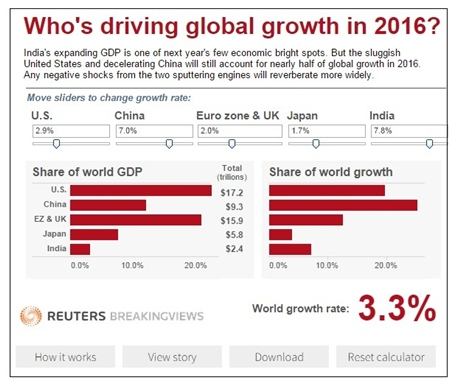 Who's driving global growth in 2016?
India's expanding GDP is one of next year's few economic bright spots. But the sluggish
United States and decelerating China will still account for nearly half of global growth in 2016.
Any negative shocks from the two sputtering engines will reverberate more widely.
Move sliders to change growth rate:
U.S. China Euro zone & UK Japan India
2.9% 7.0% 2.0% 1.7% 7.8%
Share of world GDP Total (trillions) Share of world growth
U.S. $17.2
China $9.3
EZ & UK $15.9
Japan $5.8
India $2.4
0.0% 10.0% 20.0% 0.0% 10.0% 20.0%
World growth rate: 3.3%
REUTERS BREAKINGVIEWS
How it works View story Download Reset calculator